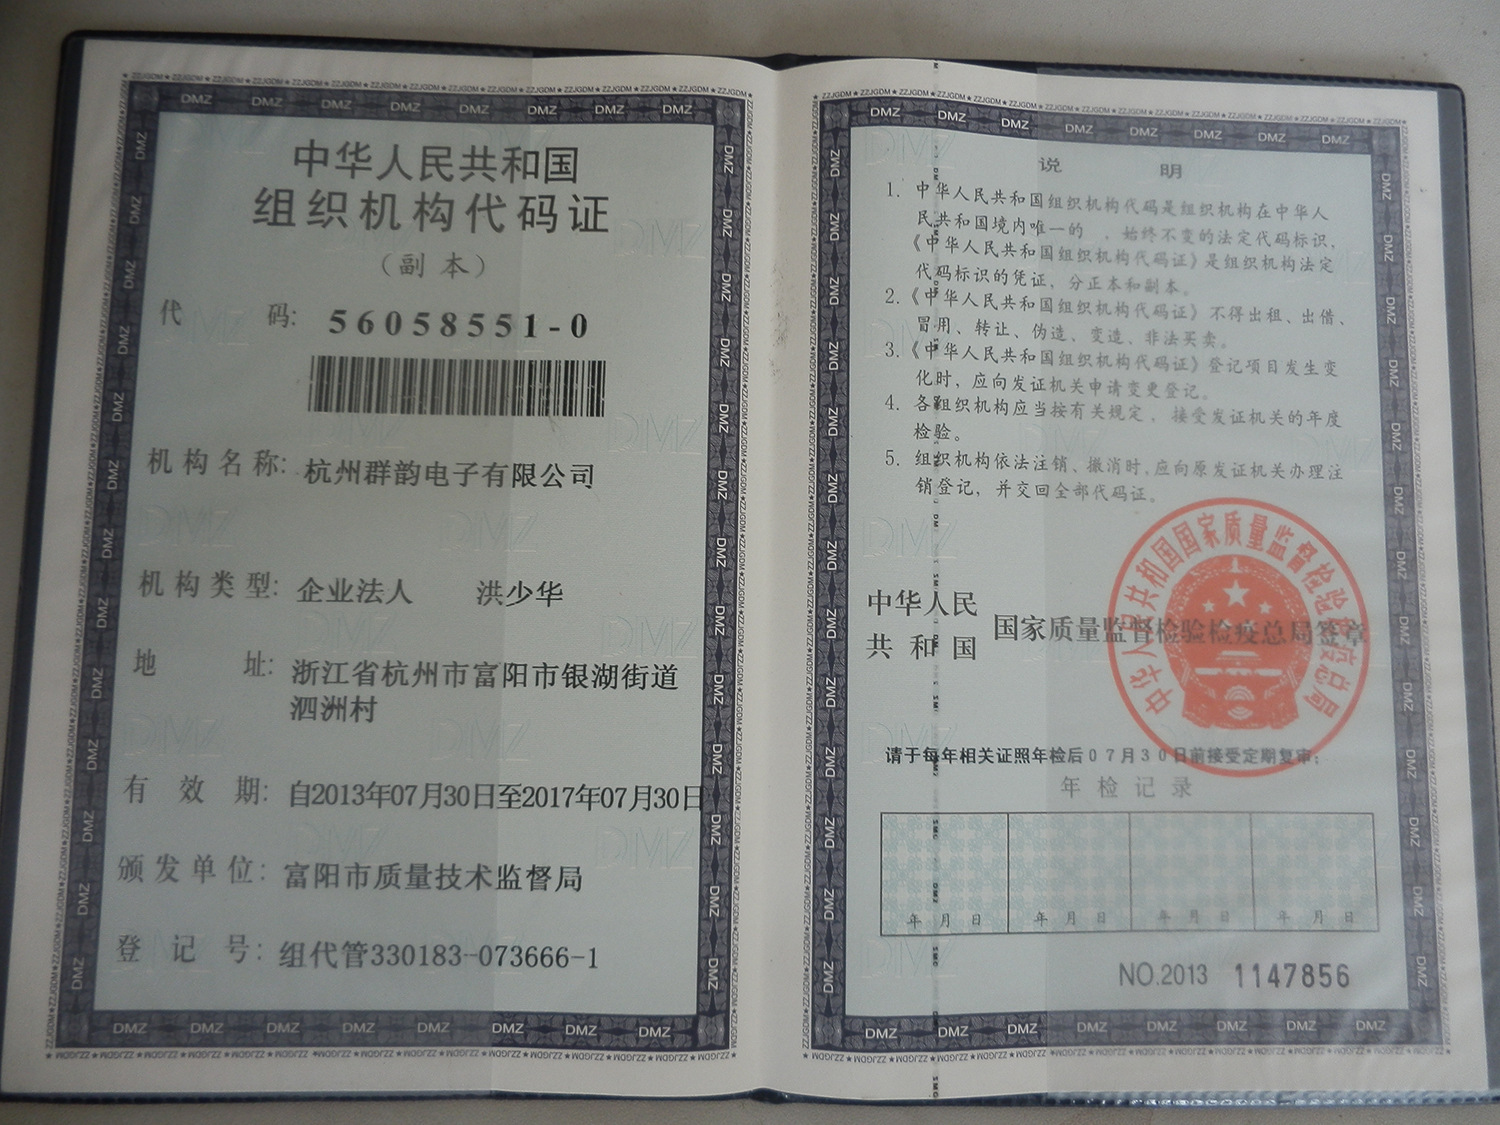 中华人民共和国
组织机构代码证
（副本）
代 码: 56058551-0
机构名称: 杭州群韵电子有限公司
机构类型: 企业法人 洪少华
地 址: 浙江省杭州市富阳市银湖街道
泗洲村
有效期: 自2013年07月30日至2017年07月30日
颁发单位: 富阳市质量技术监督局
登记号: 组代管330183-073666-1
说 明
1. 中华人民共和国组织机构代码是组织机构在中华人
民共和国境内唯一的 、始终不变的法定代码标识，
《中华人民共和国组织机构代码证》是组织机构法定
代码标识的凭证，分正本和副本。
2.《中华人民共和国组织机构代码证》不得出租、出借、
冒用、转让、伪造、变造、非法买卖。
3.《中华人民共和国组织机构代码证》登记项目发生变
化时，应向发证机关申请变更登记。
4. 各组织机构应当按有关规定，接受发证机关的年度
检验。
5. 组织机构依法注销、撤消时，应向原发证机关办理注
销登记，并交回全部代码证。
中华人民
共和国
国家质量监督检验检疫总局签章
中华人民共和国国家质量监督检验检疫总局
请于每年相关证照年检后07月30日前接受定期复审;
年检记录
年 月 日 年 月 日 年 月 日 年 月 日
NO.2013 1147856